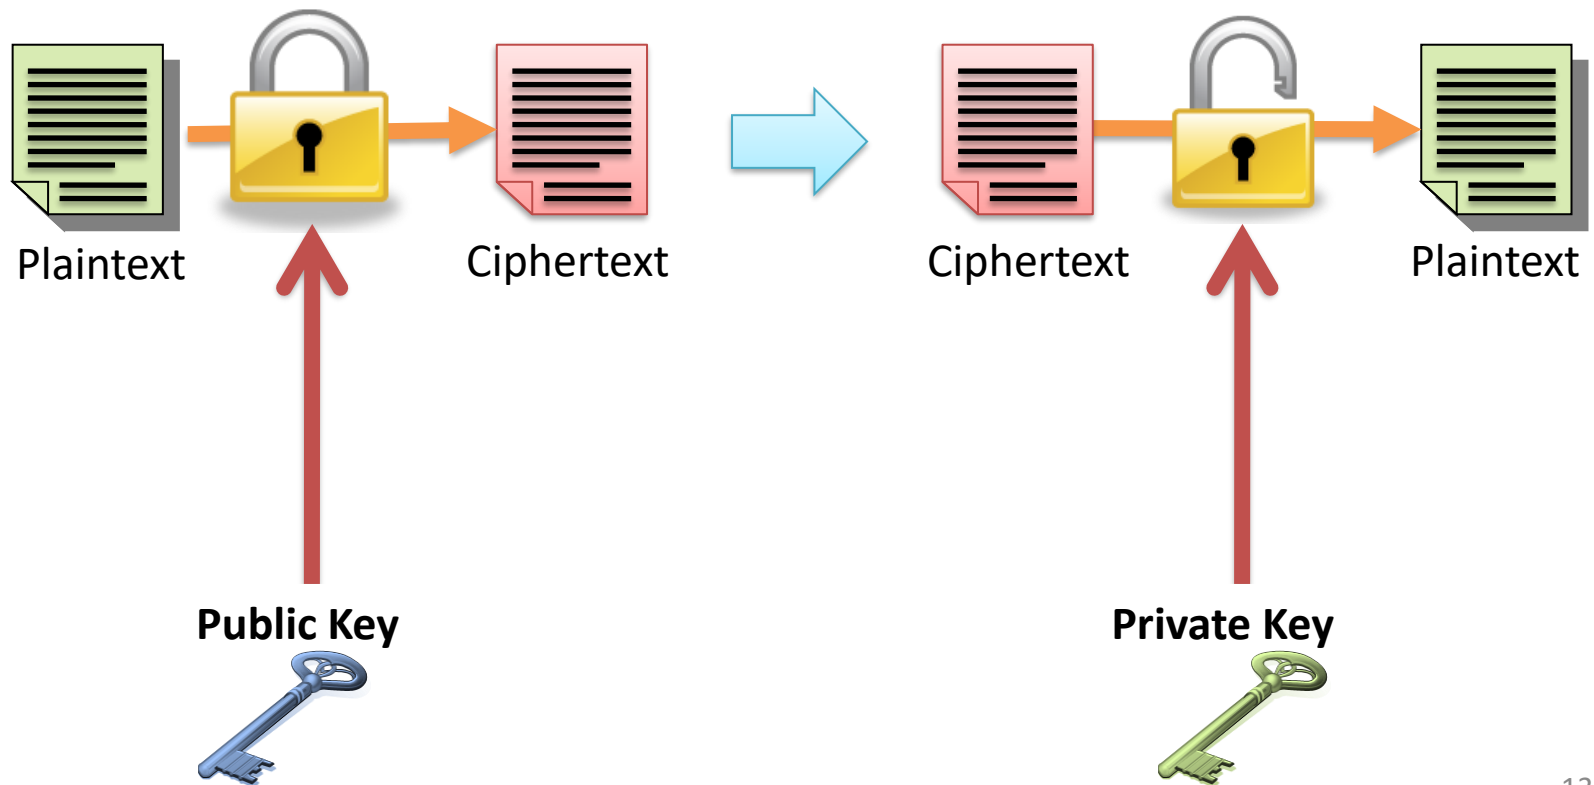 Plaintext
Ciphertext
Ciphertext
Plaintext
Public Key
Private Key